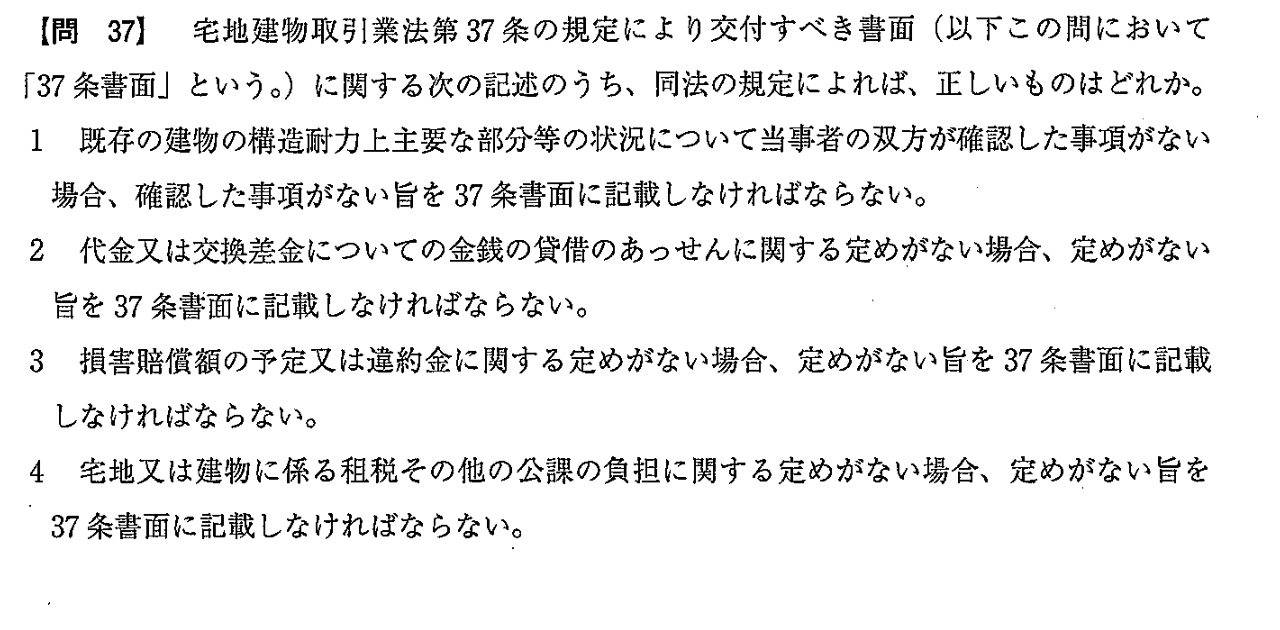 【問 37】 宅地建物取引業法第37条の規定により交付すべき書面（以下この問において
「37条書面」という。）に関する次の記述のうち、同法の規定によれば、正しいものはどれか。
1 既存の建物の構造耐力上主要な部分等の状況について当事者の双方が確認した事項がない
場合、確認した事項がない旨を37条書面に記載しなければならない。
2 代金又は交換差金についての金銭の貸借のあっせんに関する定めがない場合、定めがない
旨を37条書面に記載しなければならない。
3 損害賠償額の予定又は違約金に関する定めがない場合、定めがない旨を37条書面に記載
しなければならない。
4 宅地又は建物に係る租税その他の公課の負担に関する定めがない場合、定めがない旨を
37条書面に記載しなければならない。